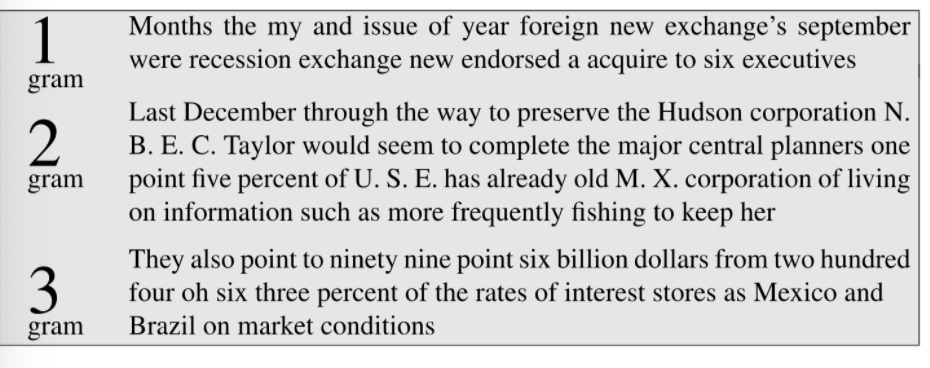 1
gram
Months the my and issue of year foreign new exchange’s september
were recession exchange new endorsed a acquire to six executives
2
gram
Last December through the way to preserve the Hudson corporation N.
B. E. C. Taylor would seem to complete the major central planners one
point five percent of U. S. E. has already old M. X. corporation of living
on information such as more frequently fishing to keep her
3
gram
They also point to ninety nine point six billion dollars from two hundred
four oh six three percent of the rates of interest stores as Mexico and
Brazil on market conditions